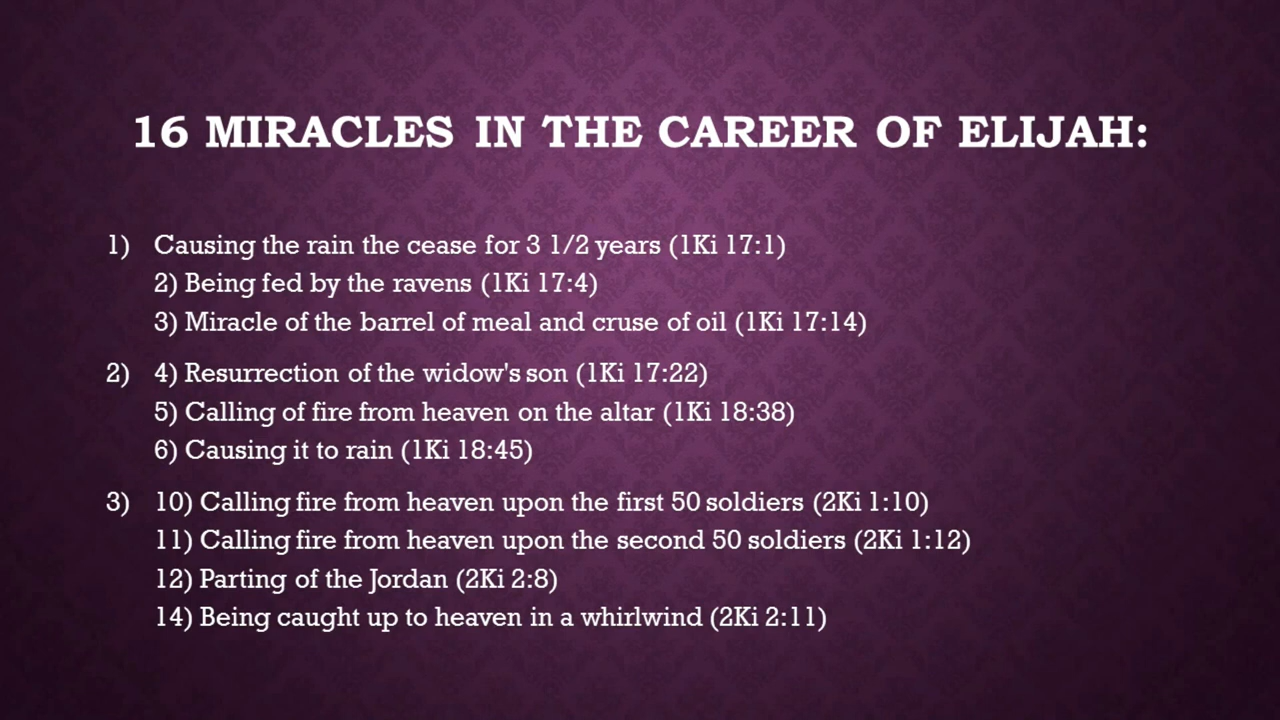 16 MIRACLES IN THE CAREER OF ELIJAH:
1) Causing the rain the cease for 3 1/2 years (1Ki 17:1)
2) Being fed by the ravens (1Ki 17:4)
3) Miracle of the barrel of meal and cruse of oil (1Ki 17:14)
2) 4) Resurrection of the widow's son (1Ki 17:22)
5) Calling of fire from heaven on the altar (1Ki 18:38)
6) Causing it to rain (1Ki 18:45)
3) 10) Calling fire from heaven upon the first 50 soldiers (2Ki 1:10)
11) Calling fire from heaven upon the second 50 soldiers (2Ki 1:12)
12) Parting of the Jordan (2Ki 2:8)
14) Being caught up to heaven in a whirlwind (2Ki 2:11)